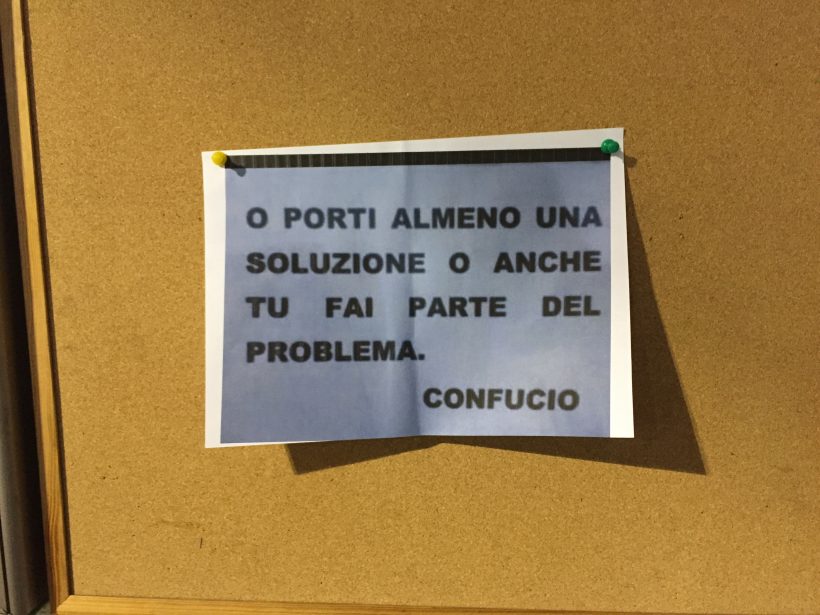 O PORTI ALMENO UNA
SOLUZIONE O ANCHE
TU FAI PARTE DEL
PROBLEMA.
CONFUCIO